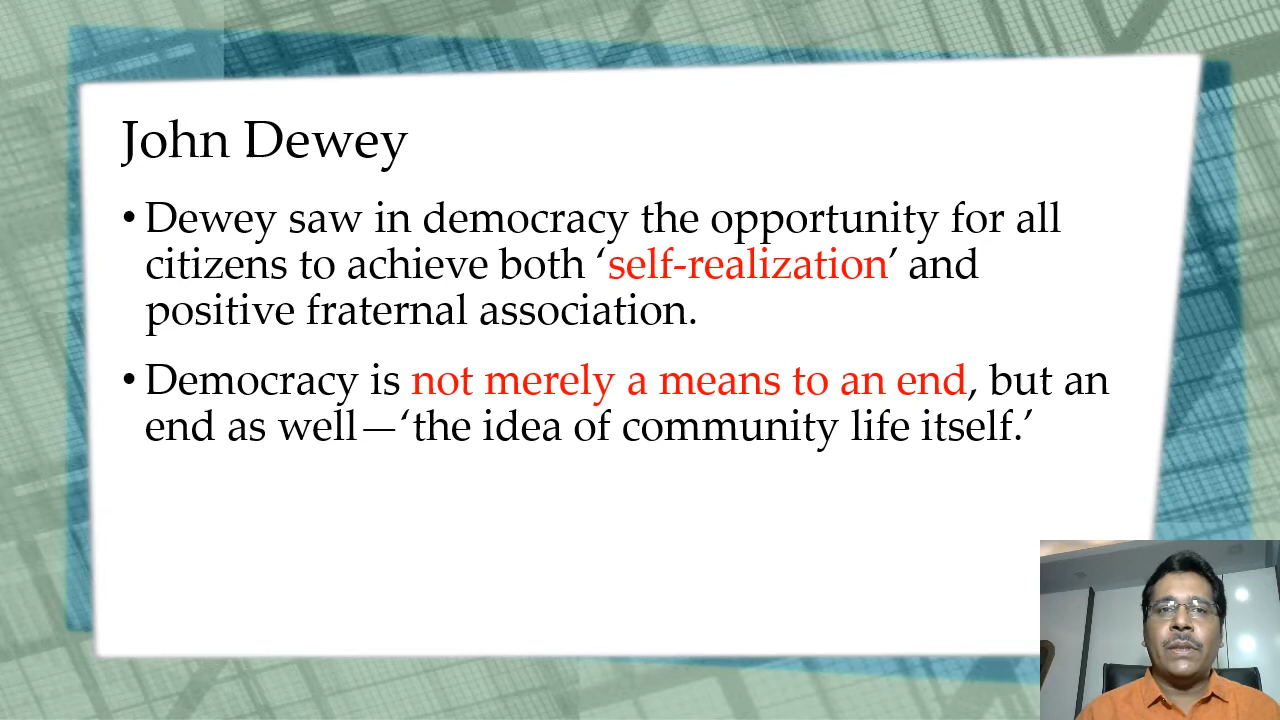 John Dewey
• Dewey saw in democracy the opportunity for all
citizens to achieve both ‘self-realization’ and
positive fraternal association.
• Democracy is not merely a means to an end, but an
end as well—‘the idea of community life itself.’